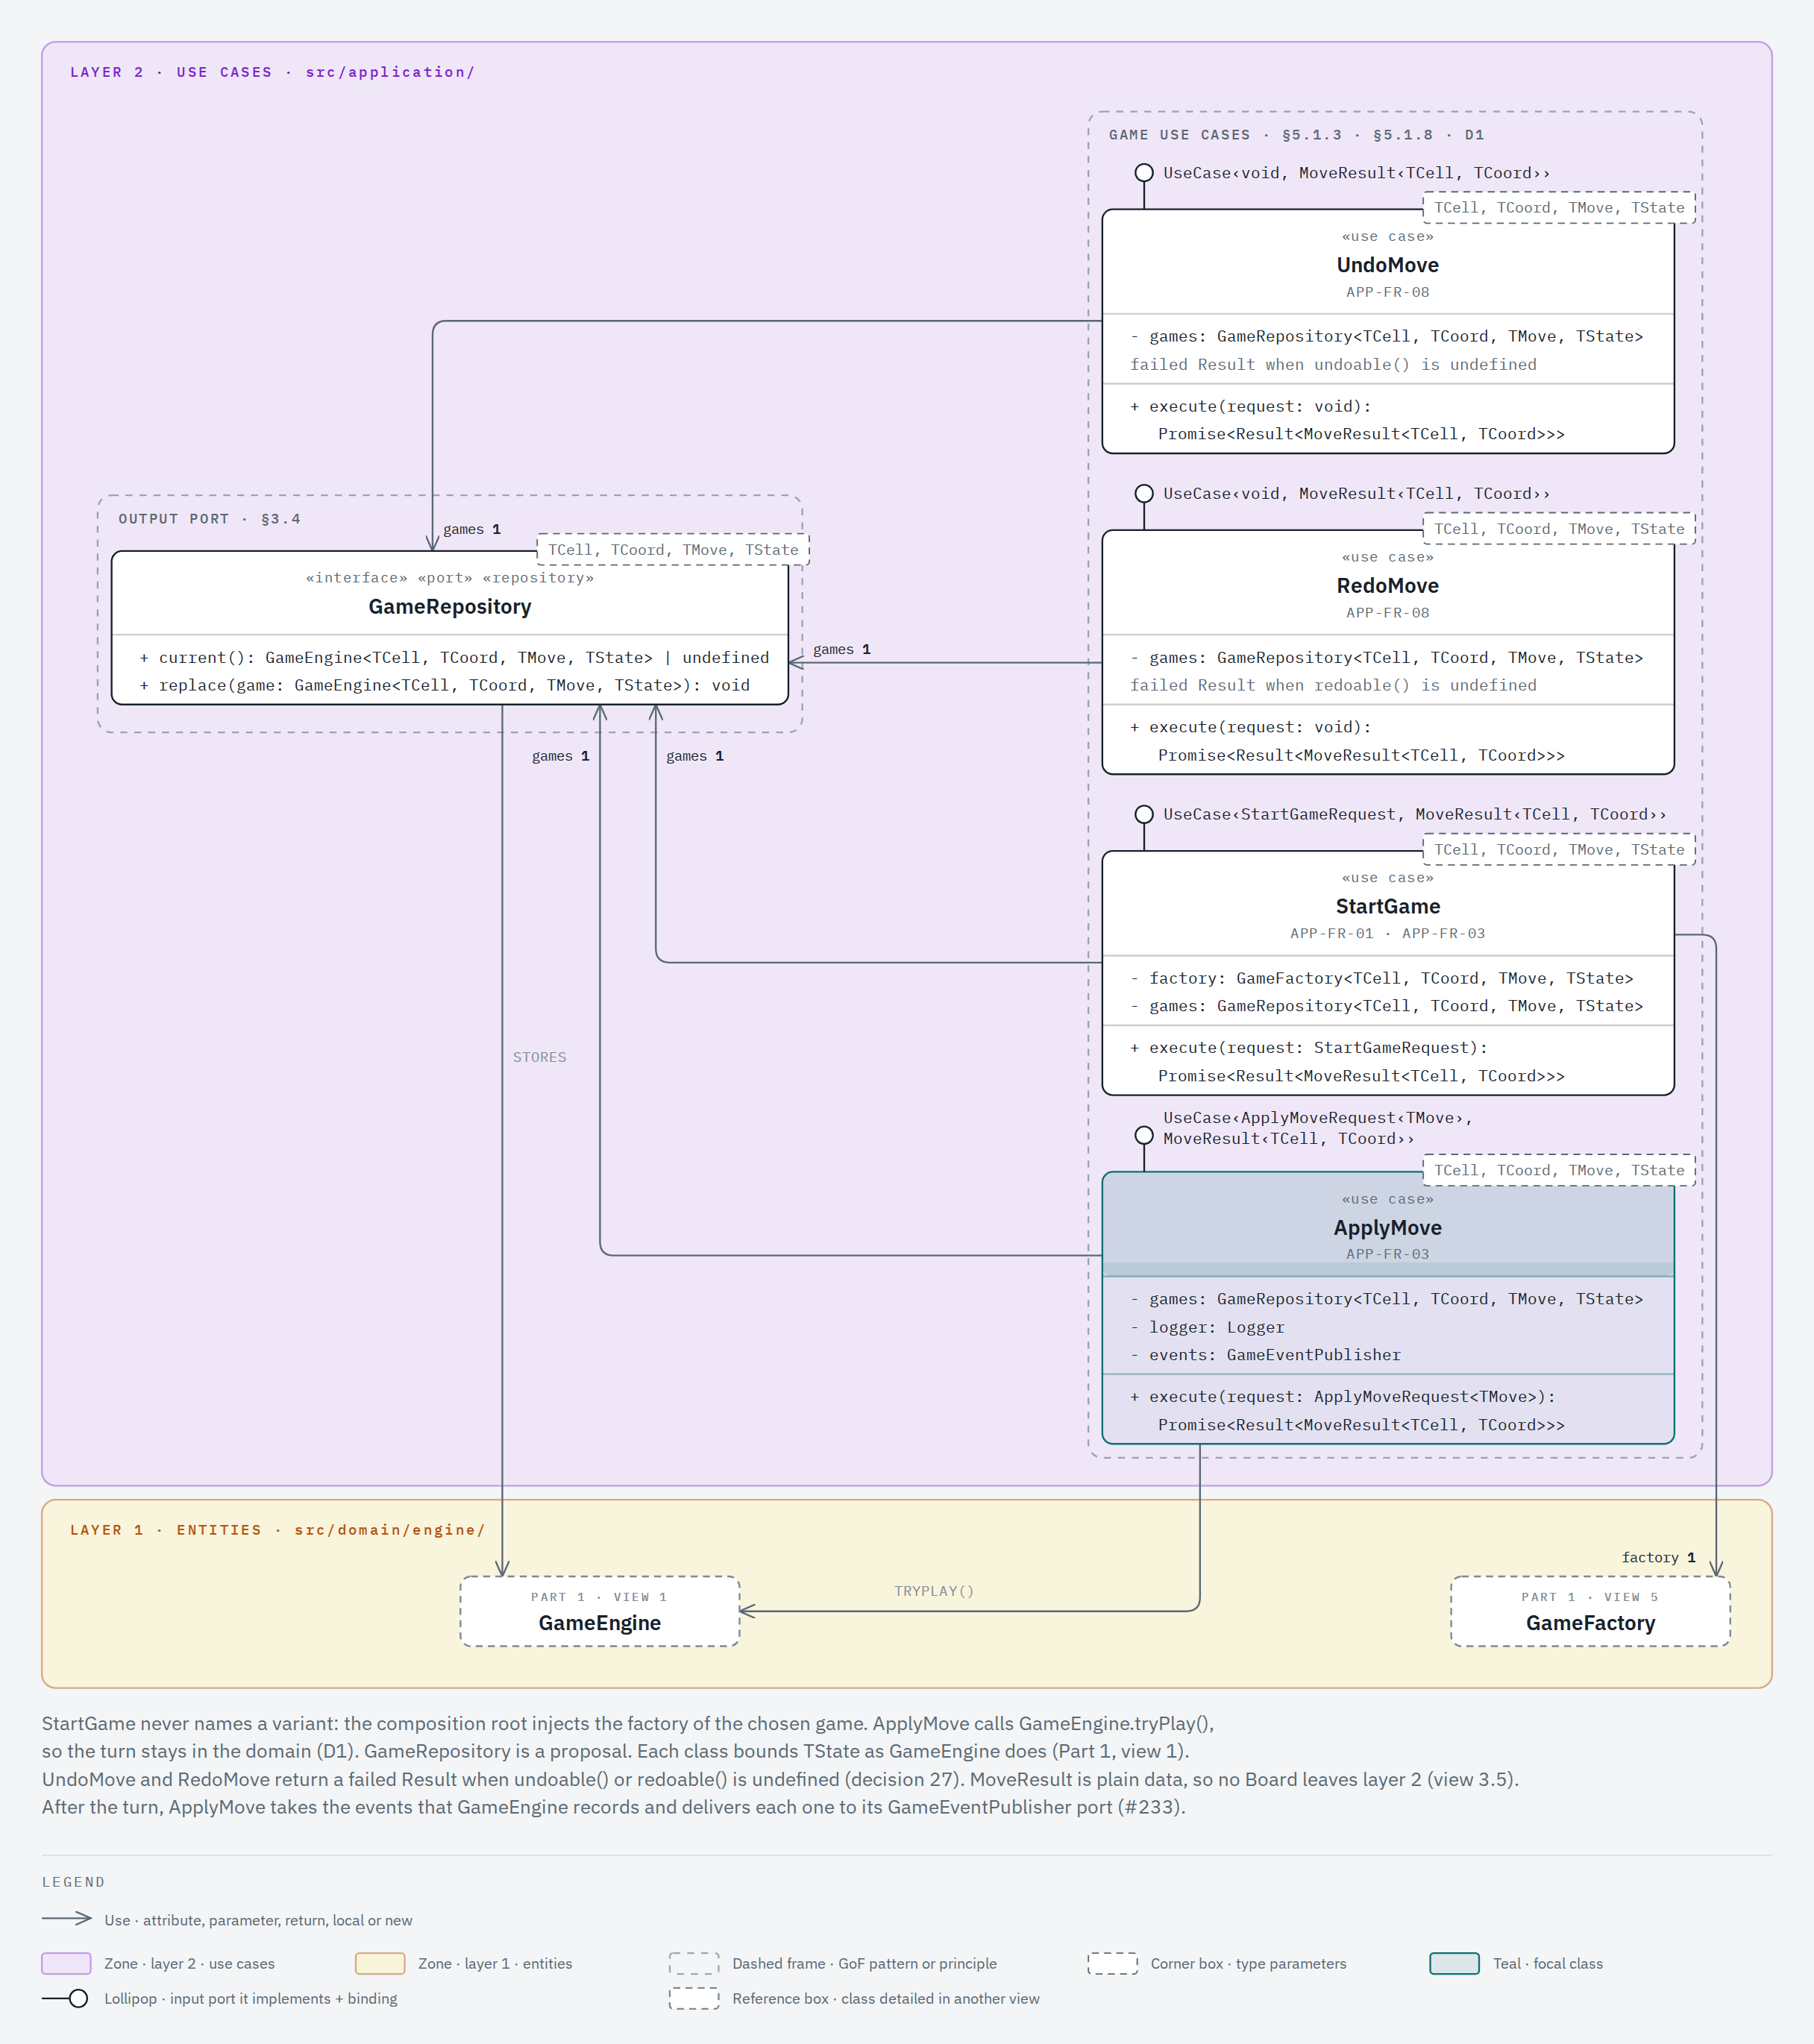 LAYER 2 · USE CASES · src/application/
GAME USE CASES · §5.1.3 · §5.1.8 · D1
UseCase‹void, MoveResult‹TCell, TCoord››
TCell, TCoord, TMove, TState
«use case»
UndoMove
APP-FR-08
- games: GameRepository<TCell, TCoord, TMove, TState>
failed Result when undoable() is undefined
+ execute(request: void):
Promise<Result<MoveResult<TCell, TCoord>>>
OUTPUT PORT · §3.4
games 1
TCell, TCoord, TMove, TState
«interface» «port» «repository»
GameRepository
+ current(): GameEngine<TCell, TCoord, TMove, TState> | undefined
+ replace(game: GameEngine<TCell, TCoord, TMove, TState>): void
games 1
games 1
games 1
UseCase‹void, MoveResult‹TCell, TCoord››
TCell, TCoord, TMove, TState
«use case»
RedoMove
APP-FR-08
- games: GameRepository<TCell, TCoord, TMove, TState>
failed Result when redoable() is undefined
+ execute(request: void):
Promise<Result<MoveResult<TCell, TCoord>>>
UseCase‹StartGameRequest, MoveResult‹TCell, TCoord››
TCell, TCoord, TMove, TState
«use case»
StartGame
APP-FR-01 · APP-FR-03
- factory: GameFactory<TCell, TCoord, TMove, TState>
- games: GameRepository<TCell, TCoord, TMove, TState>
+ execute(request: StartGameRequest):
Promise<Result<MoveResult<TCell, TCoord>>>
STORES
UseCase‹ApplyMoveRequest‹TMove›,
MoveResult‹TCell, TCoord››
TCell, TCoord, TMove, TState
«use case»
ApplyMove
APP-FR-03
- games: GameRepository<TCell, TCoord, TMove, TState>
- logger: Logger
- events: GameEventPublisher
+ execute(request: ApplyMoveRequest<TMove>):
Promise<Result<MoveResult<TCell, TCoord>>>
LAYER 1 · ENTITIES · src/domain/engine/
factory 1
PART 1 · VIEW 1
GameEngine
TRYPLAY()
PART 1 · VIEW 5
GameFactory
StartGame never names a variant: the composition root injects the factory of the chosen game. ApplyMove calls GameEngine.tryPlay(),
so the turn stays in the domain (D1). GameRepository is a proposal. Each class bounds TState as GameEngine does (Part 1, view 1).
UndoMove and RedoMove return a failed Result when undoable() or redoable() is undefined (decision 27). MoveResult is plain data, so no Board leaves layer 2 (view 3.5).
After the turn, ApplyMove takes the events that GameEngine records and delivers each one to its GameEventPublisher port (#233).
LEGEND
Use · attribute, parameter, return, local or new
Zone · layer 2 · use cases
Zone · layer 1 · entities
Dashed frame · GoF pattern or principle
Corner box · type parameters
Teal · focal class
Lollipop · input port it implements + binding
Reference box · class detailed in another view